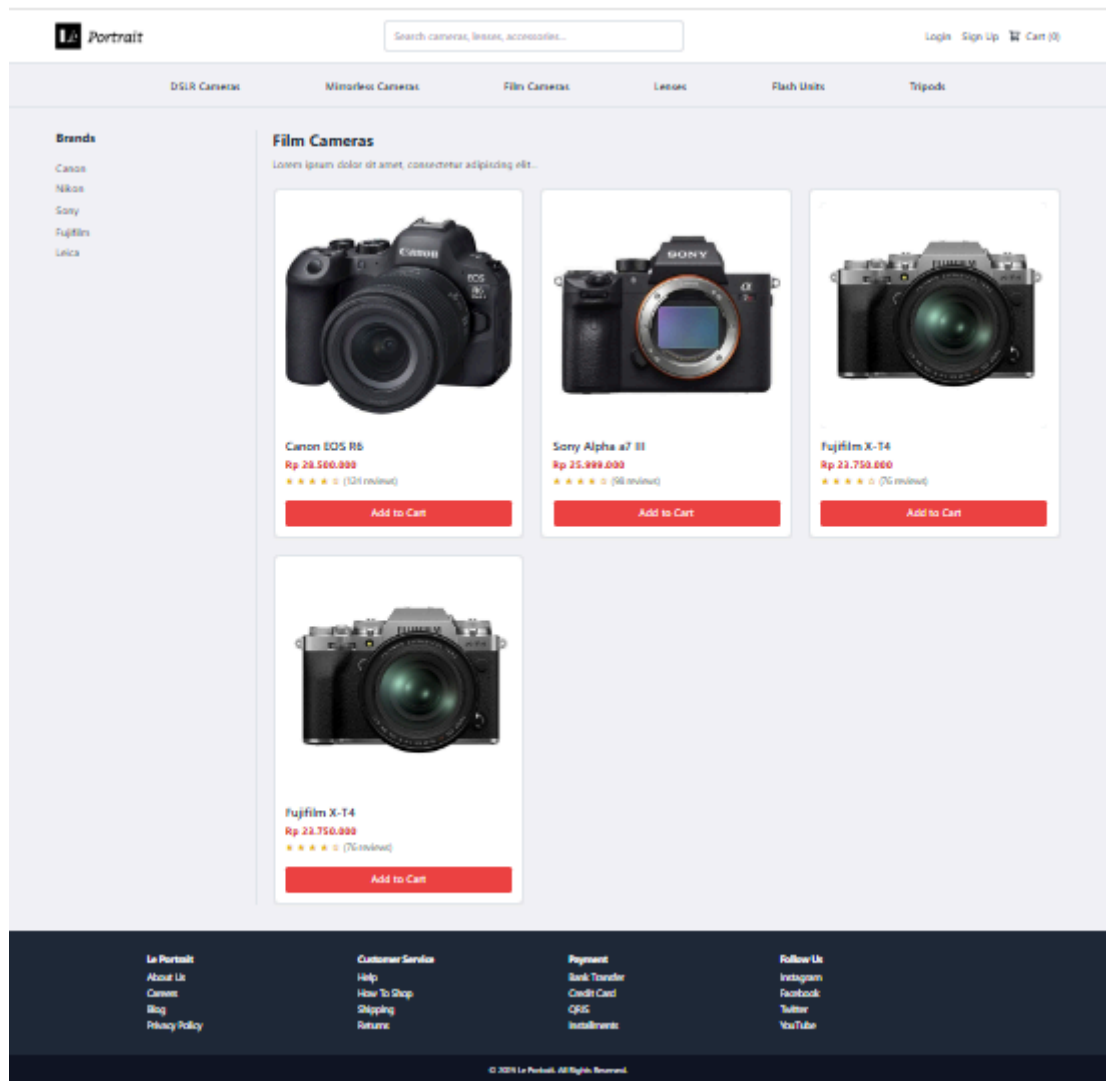 Le Portrait
Search cameras, lenses, accessories...
Login Sign Up Cart (0)
DSLR Cameras Mirrorless Cameras Film Cameras Lenses Flash Units Tripods
Brands
Canon
Nikon
Sony
Fujifilm
Leica
Film Cameras
Lorem ipsum dolor sit amet, consectetur adipiscing elit...
Canon
EOS
R6
SONY
α
FUJIFILM
Canon EOS R6
Rp 28.500.000
★ ★ ★ ★ ☆ (124 reviews)
Add to Cart
Sony Alpha a7 III
Rp 25.999.000
★ ★ ★ ★ ☆ (98 reviews)
Add to Cart
Fujifilm X-T4
Rp 23.750.000
★ ★ ★ ★ ☆ (76 reviews)
Add to Cart
FUJIFILM
Fujifilm X-T4
Rp 23.750.000
★ ★ ★ ★ ☆ (76 reviews)
Add to Cart
Le Portrait
About Us
Careers
Blog
Privacy Policy
Customer Service
Help
How To Shop
Shipping
Returns
Payment
Bank Transfer
Credit Card
QRIS
Installments
Follow Us
Instagram
Facebook
Twitter
YouTube
© 2025 Le Portrait. All Rights Reserved.